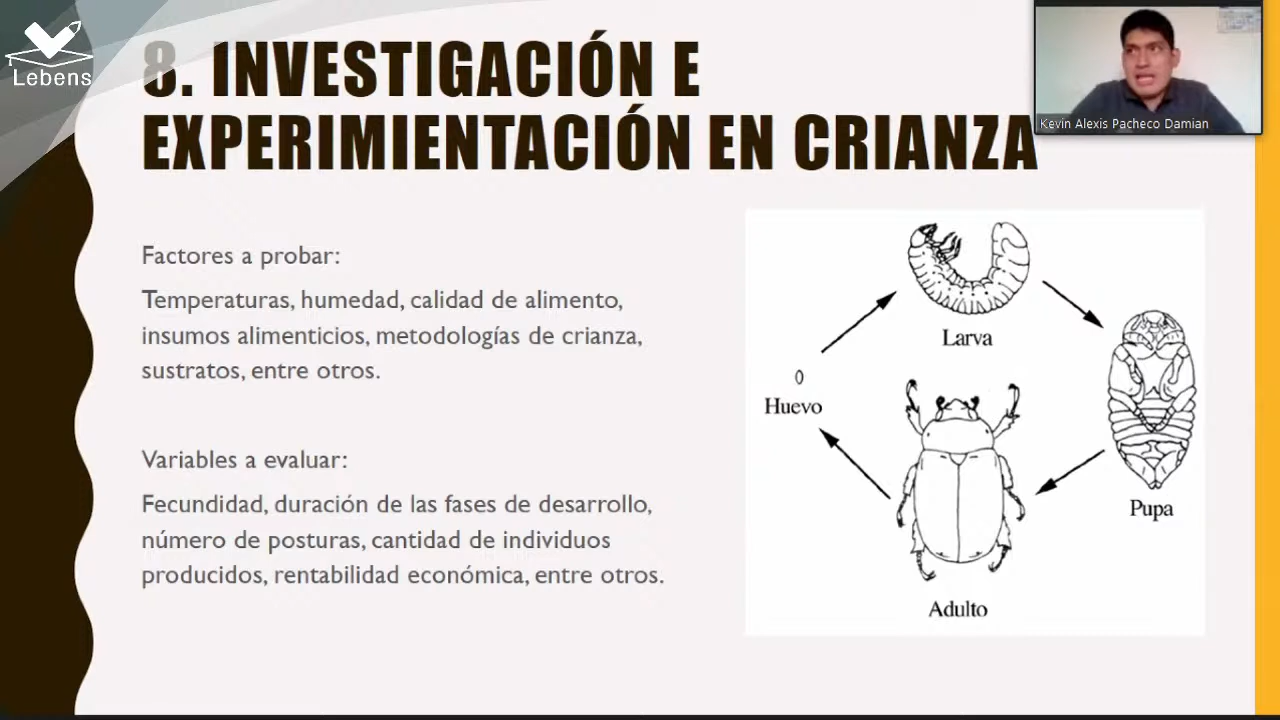 Lebens
8. INVESTIGACIÓN E
EXPERIMIENTACIÓN EN CRIANZA
Kevin Alexis Pacheco Damian
Factores a probar:
Temperaturas, humedad, calidad de alimento,
insumos alimenticios, metodologías de crianza,
sustratos, entre otros.
Variables a evaluar:
Fecundidad, duración de las fases de desarrollo,
número de posturas, cantidad de individuos
producidos, rentabilidad económica, entre otros.
Larva
Huevo
Pupa
Adulto